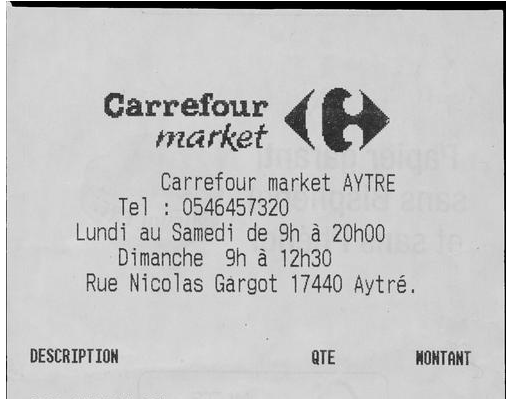 Carrefour
market
Carrefour market AYTRE
Tel : 0546457320
Lundi au Samedi de 9h à 20h00
Dimanche 9h à 12h30
Rue Nicolas Gargot 17440 Aytré.
DESCRIPTION QTE MONTANT